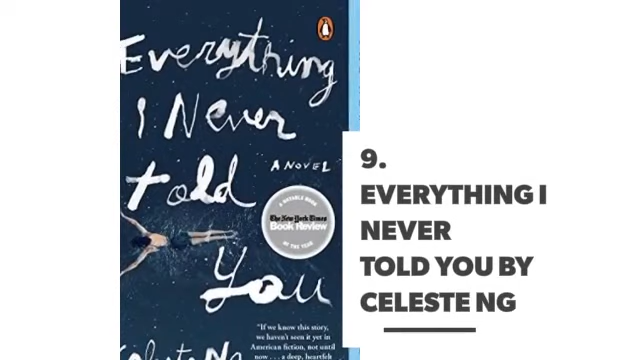 Everything
I Never
A NOVEL
told
A NOTABLE BOOK
The New York Times
Book Review
OF THE YEAR
You
"If we know this story,
we haven't seen it yet in
American fiction, not until
now . . . a deep, heartfelt
9.
EVERYTHING I
NEVER
TOLD YOU BY
CELESTE NG